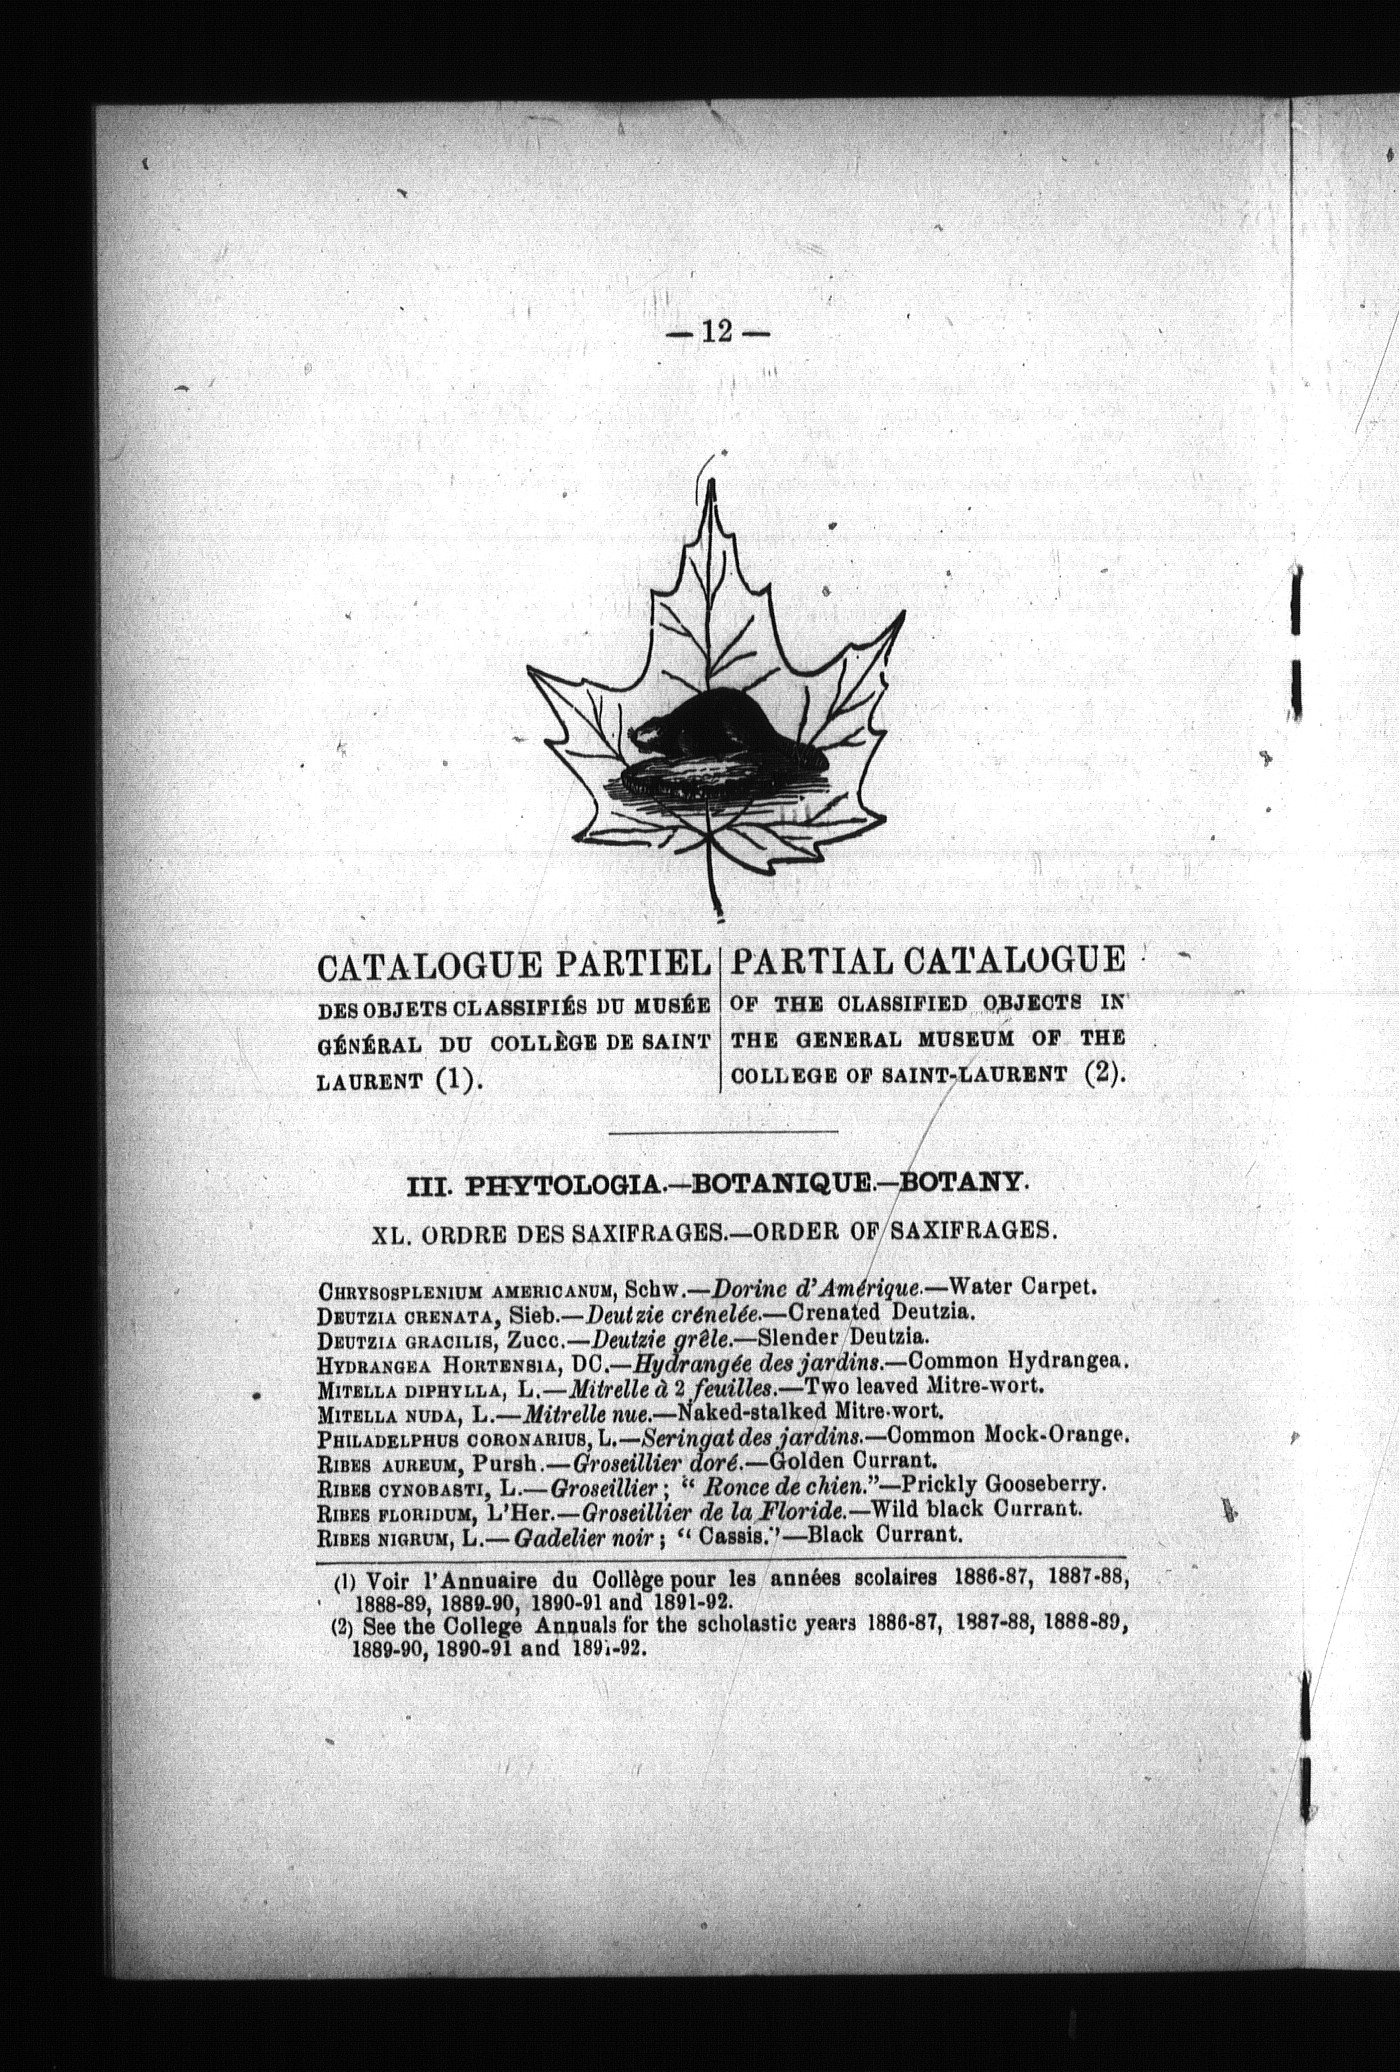 — 12 —
CATALOGUE PARTIEL
DES OBJETS CLASSIFIÉS DU MUSÉE
GÉNÉRAL DU COLLÈGE DE SAINT
LAURENT (1).
PARTIAL CATALOGUE
OF THE CLASSIFIED OBJECTS IN
THE GENERAL MUSEUM OF THE
COLLEGE OF SAINT-LAURENT (2).
III. PHYTOLOGIA.—BOTANIQUE.—BOTANY.
XL. ORDRE DES SAXIFRAGES.—ORDER OF SAXIFRAGES.
CHRYSOSPLENIUM AMERICANUM, Schw.—Dorine d'Amérique.—Water Carpet.
DEUTZIA CRENATA, Sieb.—Deutzie crénelée.—Crenated Deutzia.
DEUTZIA GRACILIS, Zucc.—Deutzie grêle.—Slender Deutzia.
HYDRANGEA HORTENSIA, DC.—Hydrangée des jardins.—Common Hydrangea.
MITELLA DIPHYLLA, L.—Mitrelle à 2 feuilles.—Two leaved Mitre-wort.
MITELLA NUDA, L.—Mitrelle nue.—Naked-stalked Mitre-wort.
PHILADELPHUS CORONARIUS, L.—Seringat des jardins.—Common Mock-Orange.
RIBES AUREUM, Pursh.—Groseillier doré.—Golden Currant.
RIBES CYNOBASTI, L.—Groseillier ; “ Ronce de chien.”—Prickly Gooseberry.
RIBES FLORIDUM, L'Her.—Groseillier de la Floride.—Wild black Currant.
RIBES NIGRUM, L.—Gadelier noir ; “ Cassis.”—Black Currant.
(1) Voir l'Annuaire du Collège pour les années scolaires 1886-87, 1887-88,
1888-89, 1889-90, 1890-91 and 1891-92.
(2) See the College Annuals for the scholastic years 1886-87, 1887-88, 1888-89,
1889-90, 1890-91 and 1891-92.